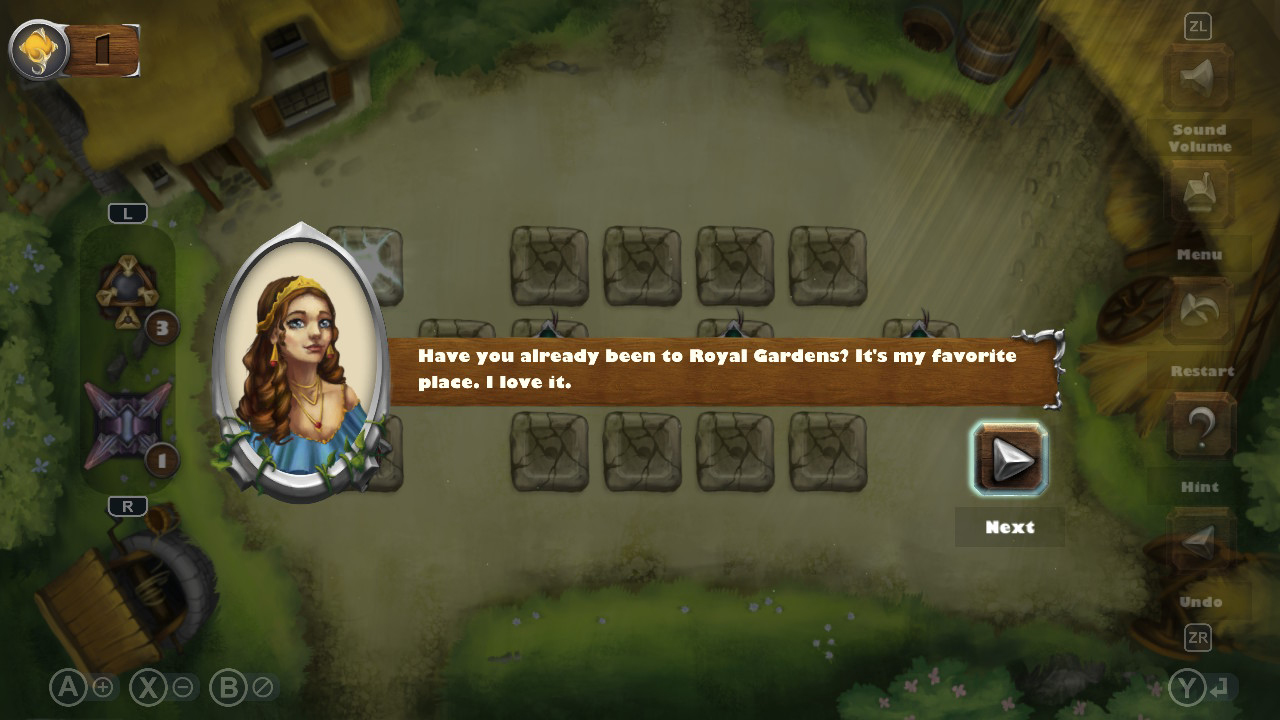 ZL
Sound
Volume
L
Menu
3
Have you already been to Royal Gardens? It's my favorite
place. I love it.
Restart
1
Hint
R
Next
Undo
ZR
A
X
B
Y